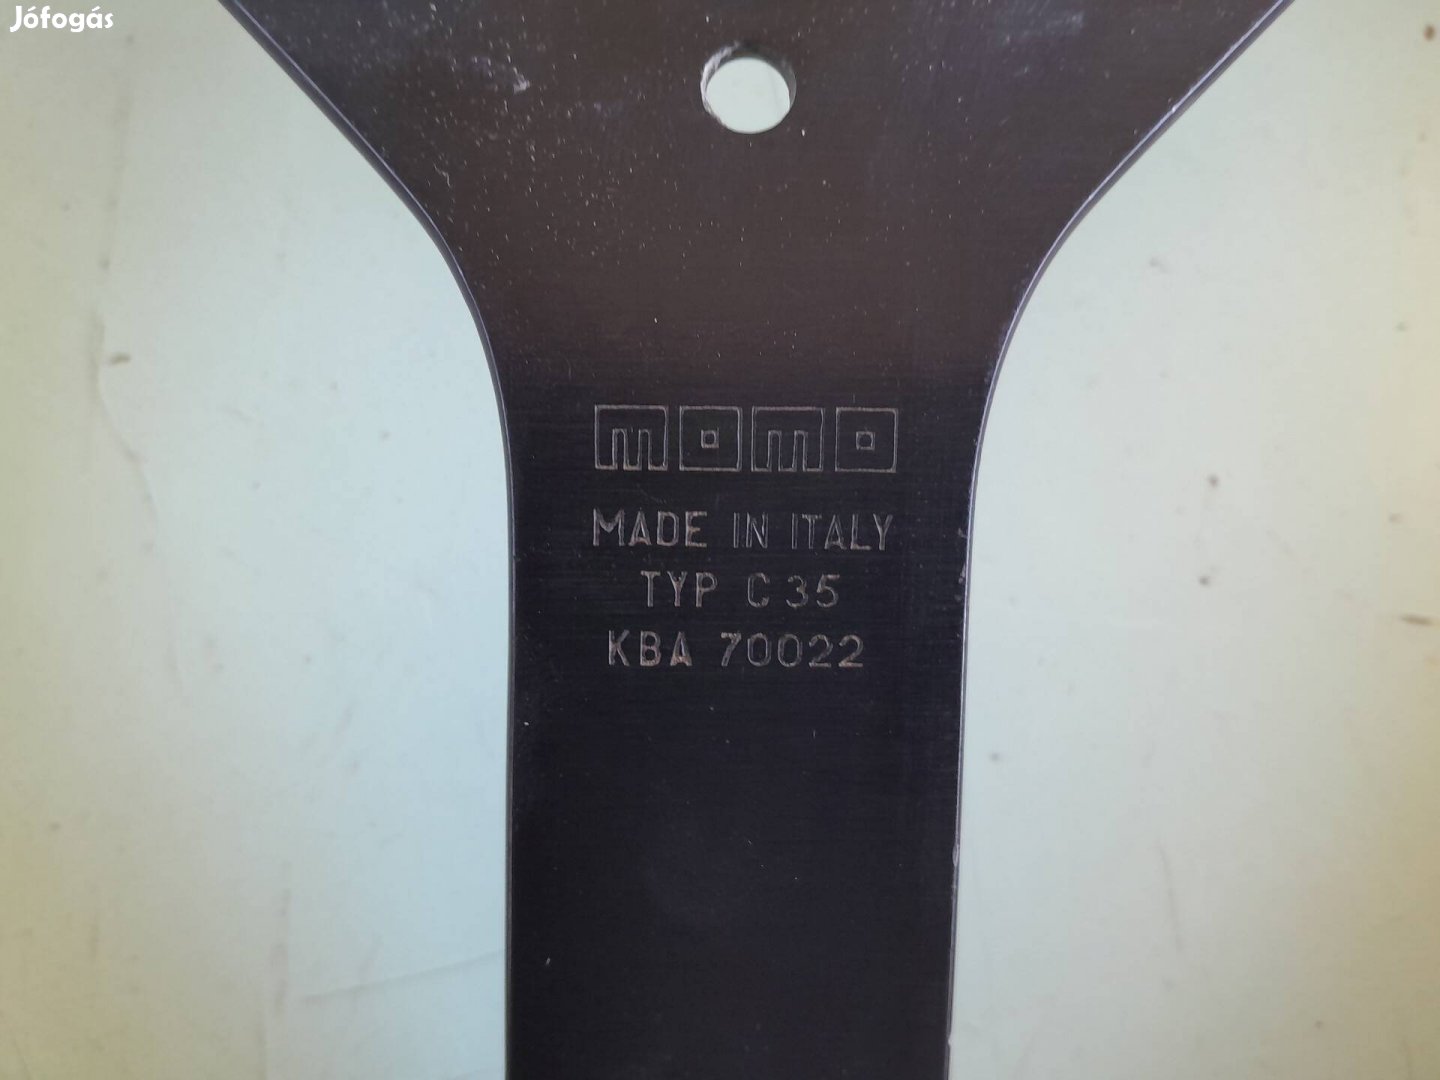 Jófogás
momo
MADE IN ITALY
TYP C 35
KBA 70022